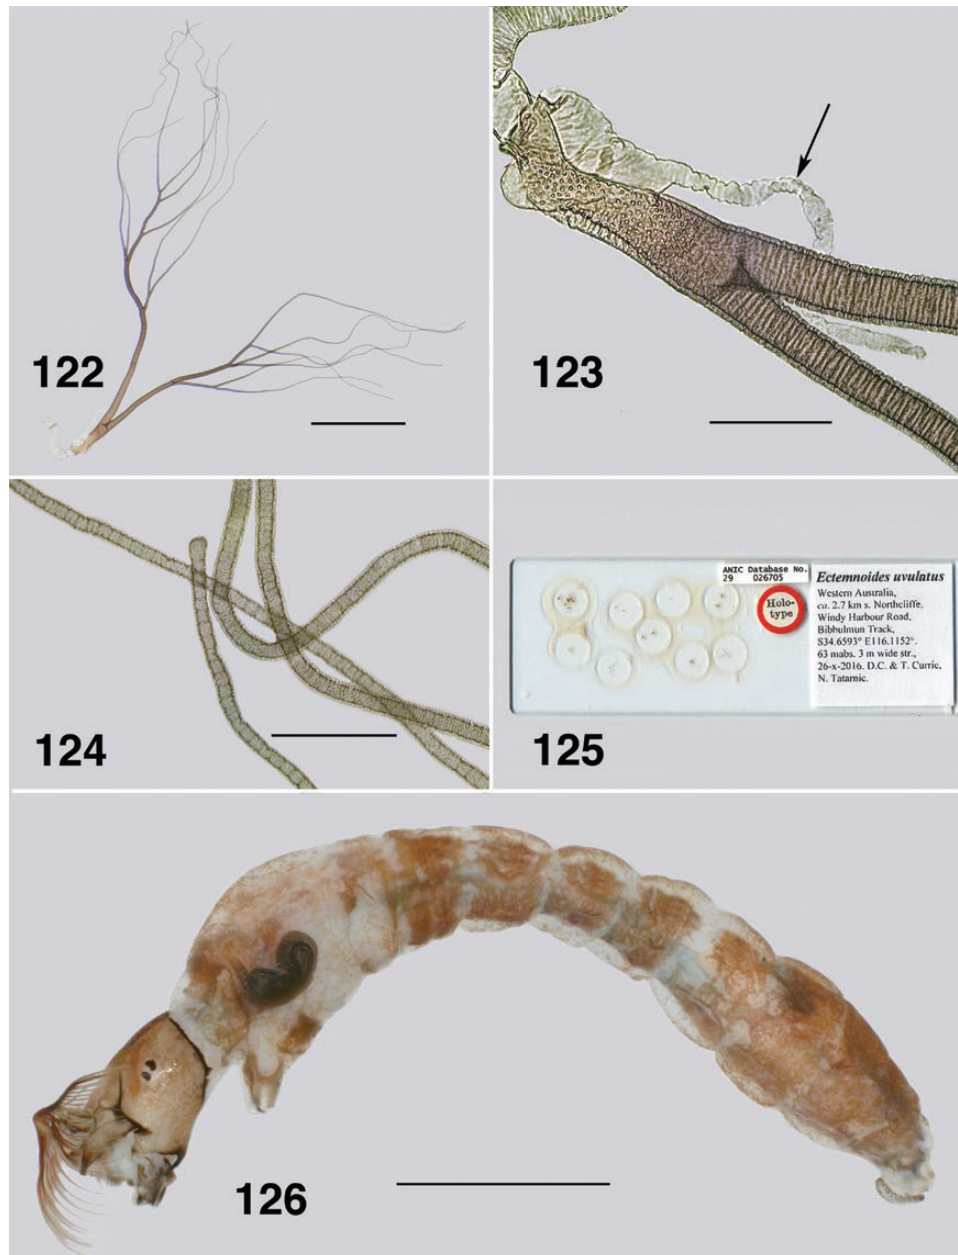 122
123
124
ANIC Database No.
29 026705
Holo-
type
Ectemnoides uvulatus
Western Australia,
ca. 2.7 km s. Northcliffe,
Windy Harbour Road,
Bibbulmun Track,
S34.6593° E116.1152°.
63 mabs. 3 m wide str.,
26-x-2016. D.C. & T. Currie,
N. Tatarnic.
125
126